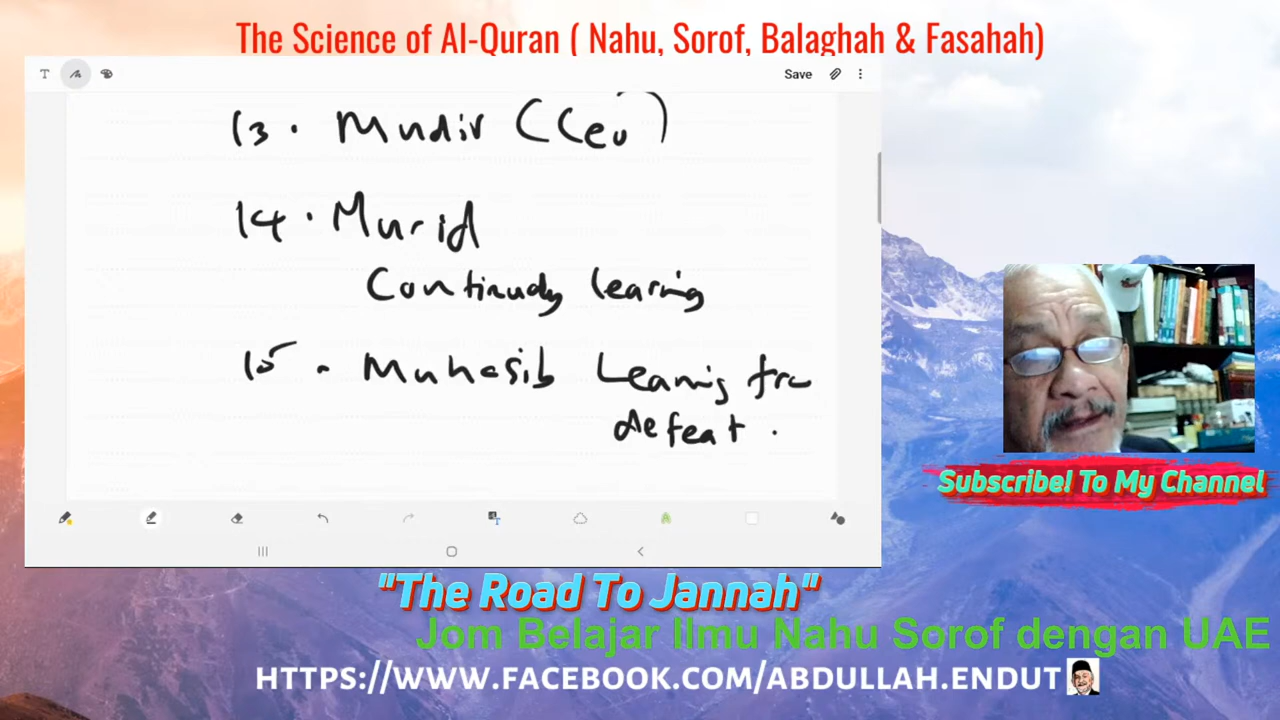 The Science of Al-Quran ( Nahu, Sorof, Balaghah & Fasahah)
T Save
13. Mudir (Ceo)
14. Murid
Continudy learing
15. Muhasib Learnig fro
defeat.
Subscribe! To My Channel
"The Road To Jannah"
Jom Belajar Ilmu Nahu Sorof dengan UAE
HTTPS://WWW.FACEBOOK.COM/ABDULLAH.ENDUT